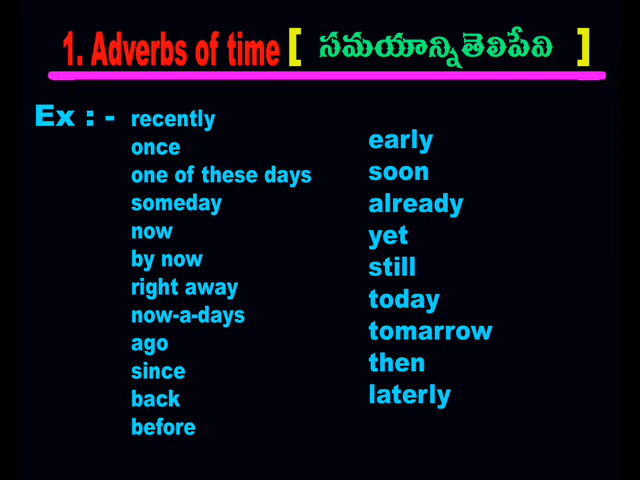 1. Adverbs of time [ సమయాన్నితెలిపేవి ]
Ex : - recently
once
one of these days
someday
now
by now
right away
now-a-days
ago
since
back
before
early
soon
already
yet
still
today
tomarrow
then
laterly